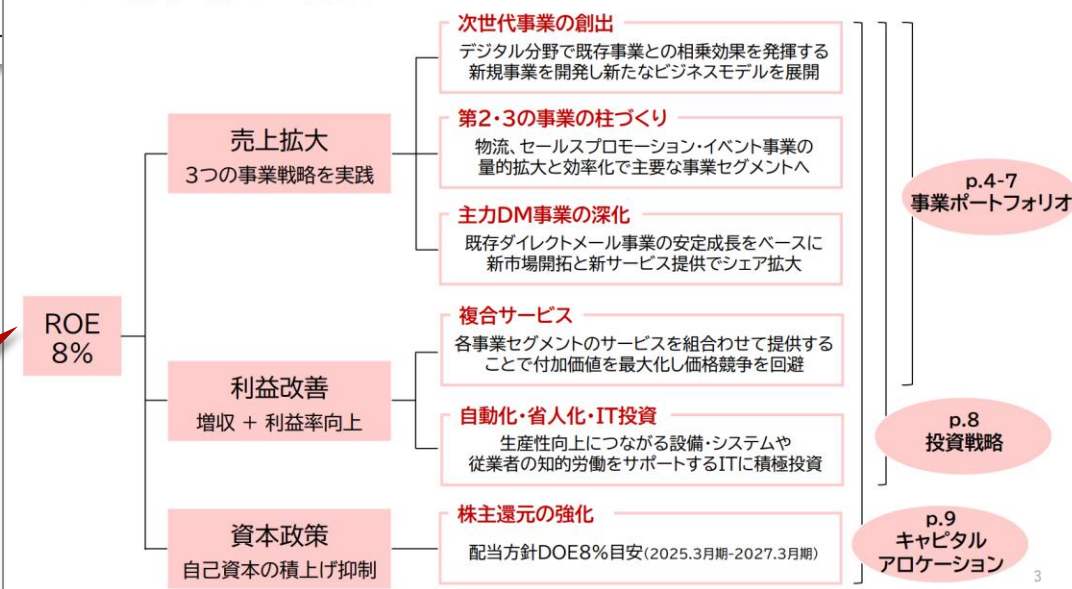 ROE
8%
売上拡大
3つの事業戦略を実践
次世代事業の創出
デジタル分野で既存事業との相乗効果を発揮する
新規事業を開発し新たなビジネスモデルを展開
第2・3の事業の柱づくり
物流、セールスプロモーション・イベント事業の
量的拡大と効率化で主要な事業セグメントへ
主力DM事業の深化
既存ダイレクトメール事業の安定成長をベースに
新市場開拓と新サービス提供でシェア拡大
利益改善
増収 + 利益率向上
複合サービス
各事業セグメントのサービスを組合わせて提供する
ことで付加価値を最大化し価格競争を回避
自動化・省人化・IT投資
生産性向上につながる設備・システムや
従業者の知的労働をサポートするITに積極投資
資本政策
自己資本の積上げ抑制
株主還元の強化
配当方針DOE8%目安(2025.3月期-2027.3月期)
p.4-7
事業ポートフォリオ
p.8
投資戦略
p.9
キャピタル
アロケーション
3